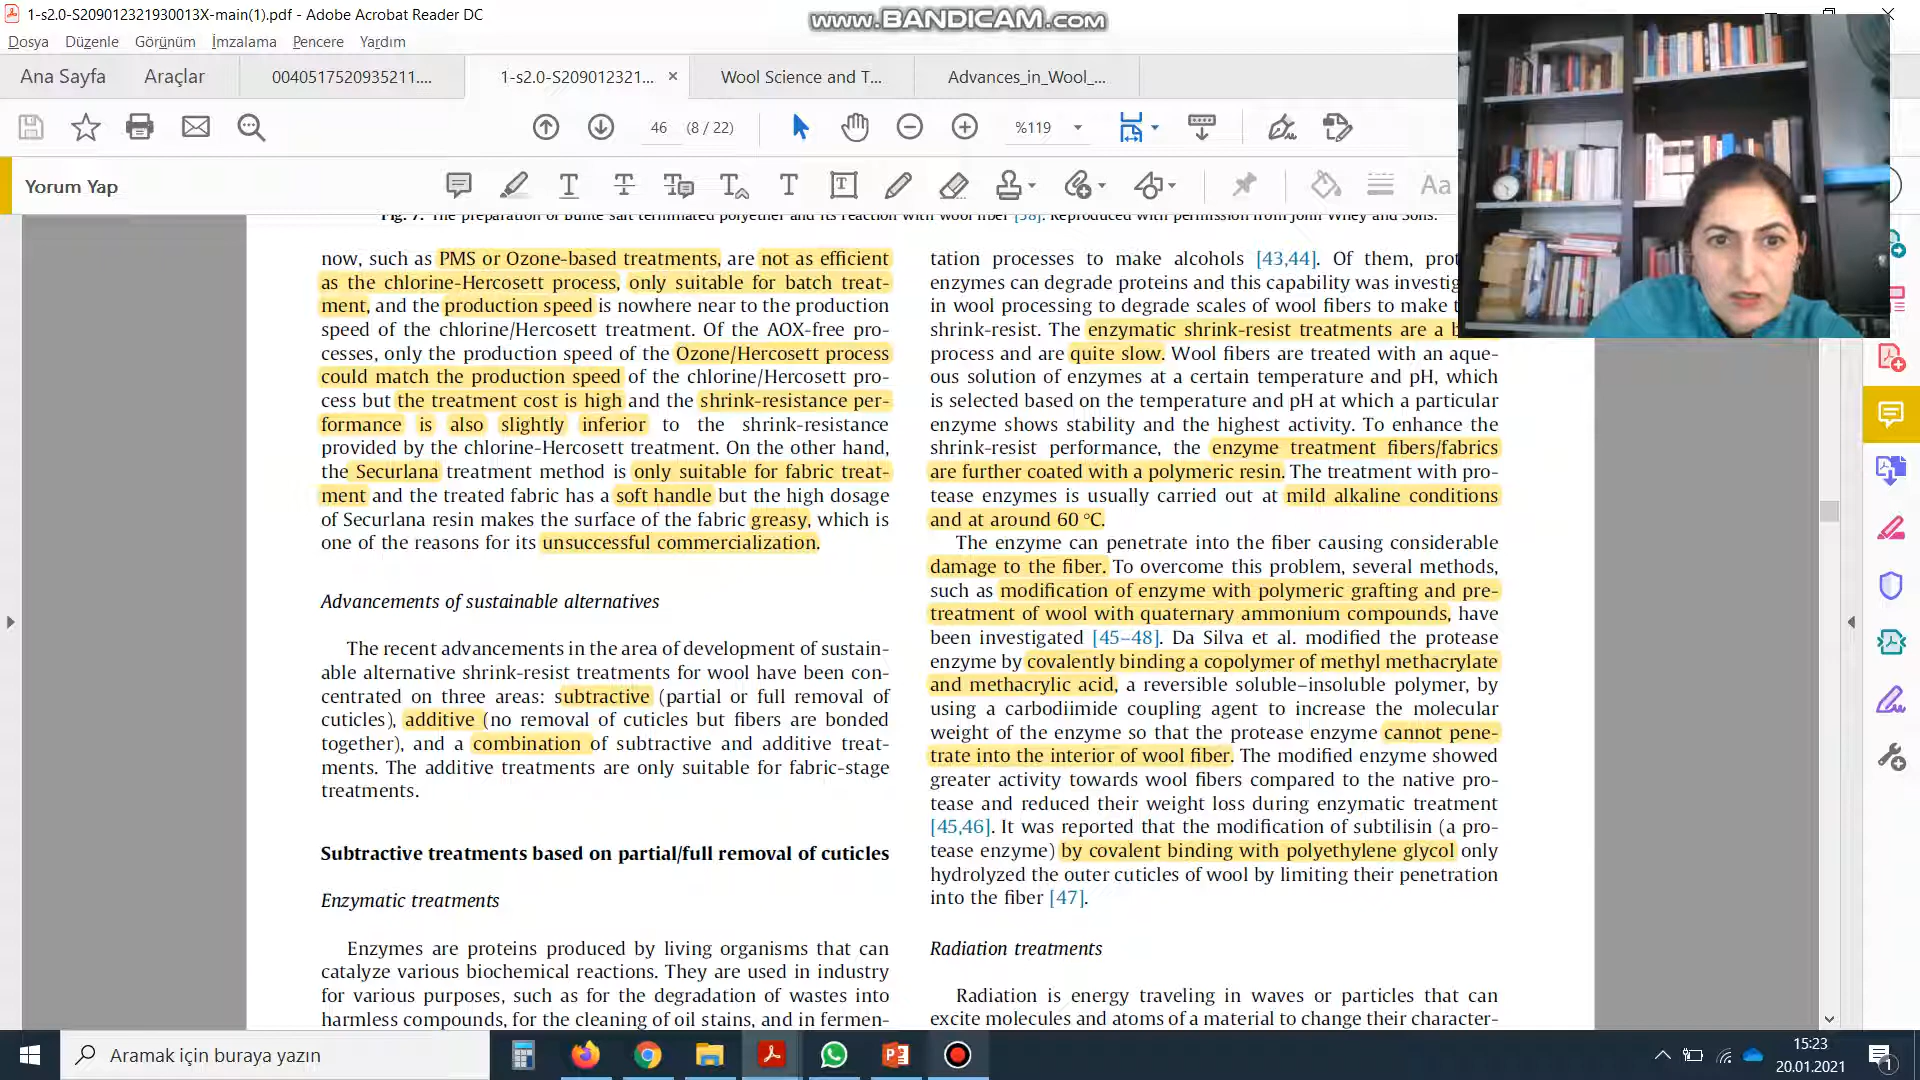 1-s2.0-S209012321930013X-main(1).pdf - Adobe Acrobat Reader DC
www.BANDICAM.com
Dosya Düzenle Görünüm İmzalama Pencere Yardım
Ana Sayfa Araçlar 0040517520935211.... 1-s2.0-S209012321... × Wool Science and T... Advances_in_Wool_...
46 (8 / 22) %119
Yorum Yap
Aa
Fig. 7. The preparation of Bunte salt terminated polyether and its reaction with wool fiber [38]. Reproduced with permission from John Wiley and Sons.
now, such as PMS or Ozone-based treatments, are not as efficient
as the chlorine-Hercosett process, only suitable for batch treat-
ment, and the production speed is nowhere near to the production
speed of the chlorine/Hercosett treatment. Of the AOX-free pro-
cesses, only the production speed of the Ozone/Hercosett process
could match the production speed of the chlorine/Hercosett pro-
cess but the treatment cost is high and the shrink-resistance per-
formance is also slightly inferior to the shrink-resistance
provided by the chlorine-Hercosett treatment. On the other hand,
the Securlana treatment method is only suitable for fabric treat-
ment and the treated fabric has a soft handle but the high dosage
of Securlana resin makes the surface of the fabric greasy, which is
one of the reasons for its unsuccessful commercialization.
Advancements of sustainable alternatives
The recent advancements in the area of development of sustain-
able alternative shrink-resist treatments for wool have been con-
centrated on three areas: subtractive (partial or full removal of
cuticles), additive (no removal of cuticles but fibers are bonded
together), and a combination of subtractive and additive treat-
ments. The additive treatments are only suitable for fabric-stage
treatments.
Subtractive treatments based on partial/full removal of cuticles
Enzymatic treatments
Enzymes are proteins produced by living organisms that can
catalyze various biochemical reactions. They are used in industry
for various purposes, such as for the degradation of wastes into
harmless compounds, for the cleaning of oil stains, and in fermen-
tation processes to make alcohols [43,44]. Of them, prot
enzymes can degrade proteins and this capability was investig
in wool processing to degrade scales of wool fibers to make t
shrink-resist. The enzymatic shrink-resist treatments are a b
process and are quite slow. Wool fibers are treated with an aque-
ous solution of enzymes at a certain temperature and pH, which
is selected based on the temperature and pH at which a particular
enzyme shows stability and the highest activity. To enhance the
shrink-resist performance, the enzyme treatment fibers/fabrics
are further coated with a polymeric resin. The treatment with pro-
tease enzymes is usually carried out at mild alkaline conditions
and at around 60 °C.
The enzyme can penetrate into the fiber causing considerable
damage to the fiber. To overcome this problem, several methods,
such as modification of enzyme with polymeric grafting and pre-
treatment of wool with quaternary ammonium compounds, have
been investigated [45–48]. Da Silva et al. modified the protease
enzyme by covalently binding a copolymer of methyl methacrylate
and methacrylic acid, a reversible soluble–insoluble polymer, by
using a carbodiimide coupling agent to increase the molecular
weight of the enzyme so that the protease enzyme cannot pene-
trate into the interior of wool fiber. The modified enzyme showed
greater activity towards wool fibers compared to the native pro-
tease and reduced their weight loss during enzymatic treatment
[45,46]. It was reported that the modification of subtilisin (a pro-
tease enzyme) by covalent binding with polyethylene glycol only
hydrolyzed the outer cuticles of wool by limiting their penetration
into the fiber [47].
Radiation treatments
Radiation is energy traveling in waves or particles that can
excite molecules and atoms of a material to change their character-
Aramak için buraya yazın
15:23
20.01.2021
1